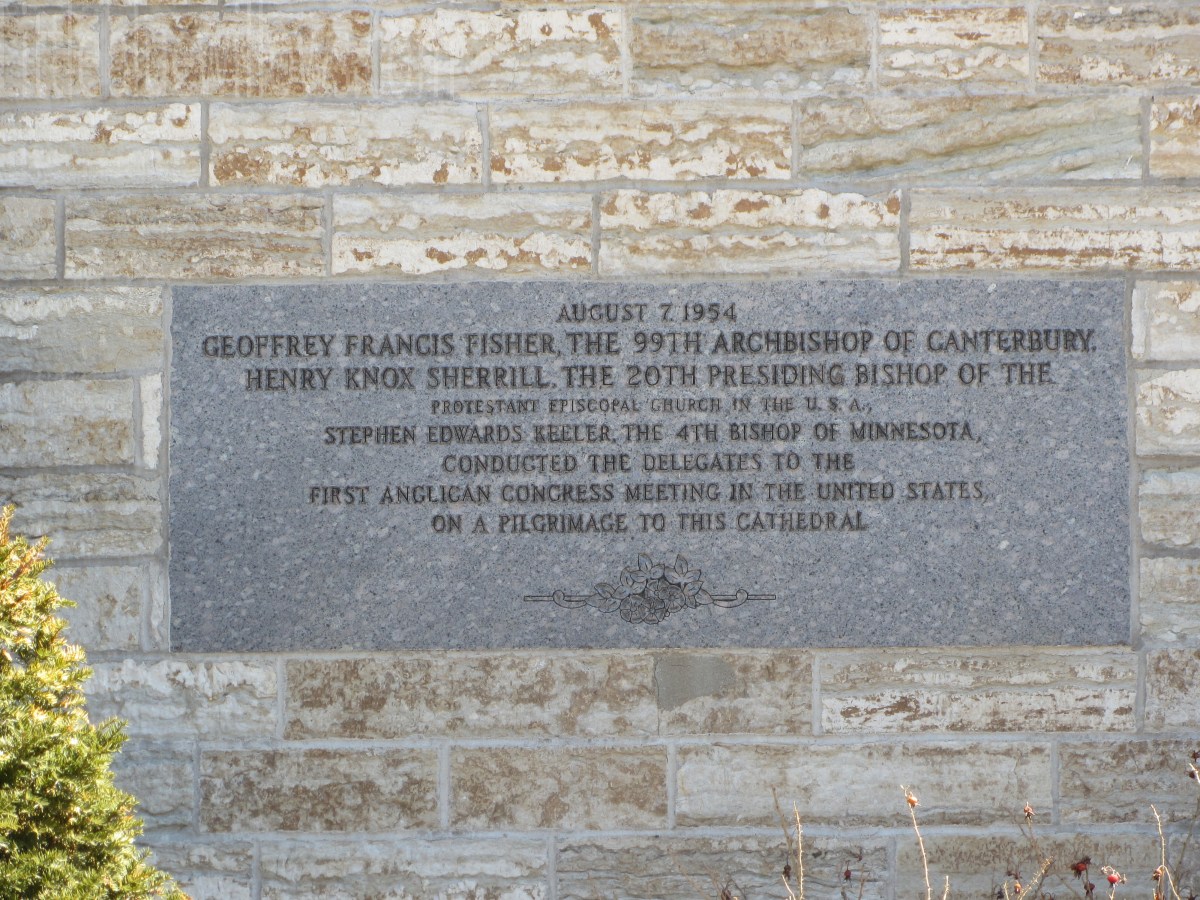 AUGUST 7, 1954
GEOFFREY FRANCIS FISHER, THE 99TH ARCHBISHOP OF CANTERBURY,
HENRY KNOX SHERRILL, THE 20TH PRESIDING BISHOP OF THE
PROTESTANT EPISCOPAL CHURCH IN THE U. S. A.,
STEPHEN EDWARDS KEELER, THE 4TH BISHOP OF MINNESOTA,
CONDUCTED THE DELEGATES TO THE
FIRST ANGLICAN CONGRESS MEETING IN THE UNITED STATES,
ON A PILGRIMAGE TO THIS CATHEDRAL